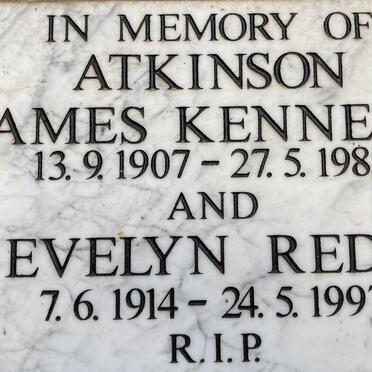 IN MEMORY OF
ATKINSON
AMES KENNE
13.9.1907 - 27.5.198
AND
EVELYN RED
7.6.1914 - 24.5.1997
R.I.P.